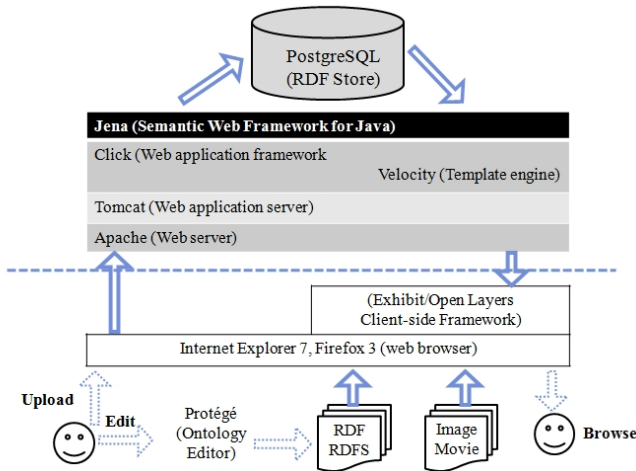 PostgreSQL
(RDF Store)
Jena (Semantic Web Framework for Java)
Click (Web application framework
Velocity (Template engine)
Tomcat (Web application server)
Apache (Web server)
(Exhibit/Open Layers
Client-side Framework)
Internet Explorer 7, Firefox 3 (web browser)
Upload
Edit
Protégé
(Ontology
Editor)
RDF
RDFS
Image
Movie
Browse